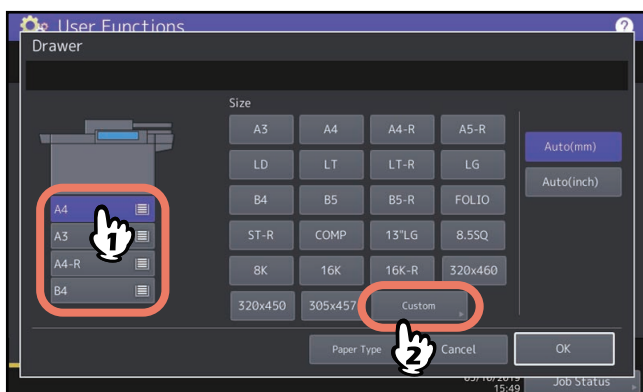 User Functions ?
Drawer
Size
A3 A4 A4-R A5-R
Auto(mm)
LD LT LT-R LG
Auto(inch)
B4 B5 B5-R FOLIO
A4
1
A3
ST-R COMP 13"LG 8.5SQ
A4-R
8K 16K 16K-R 320x460
B4
320x450 305x457 Custom
2
Paper Type Cancel OK
15:49 Job Status